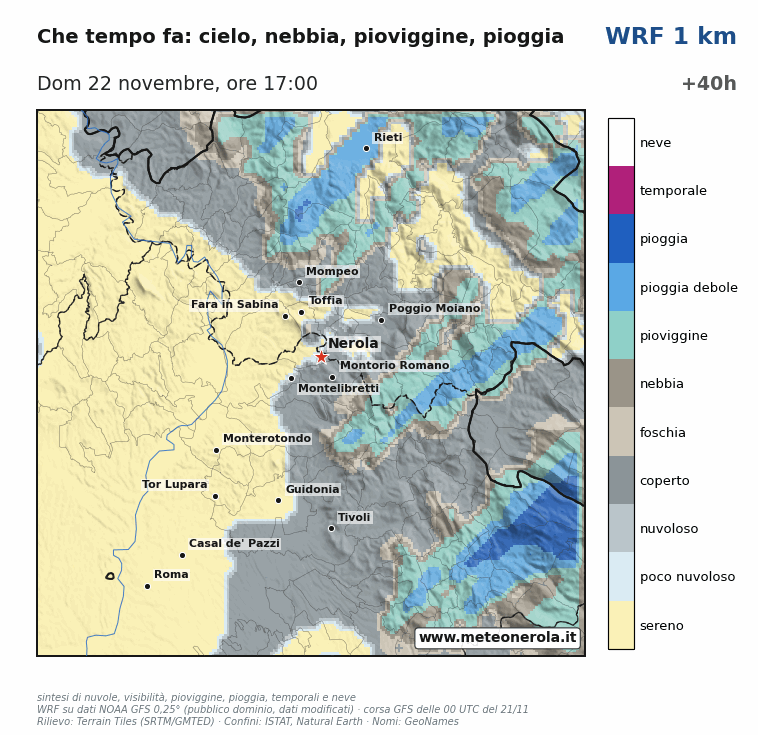 Che tempo fa: cielo, nebbia, pioviggine, pioggia
WRF 1 km
Dom 22 novembre, ore 17:00
+40h
Rieti
Mompeo
Toffia
Fara in Sabina
Poggio Moiano
Nerola
Montorio Romano
Montelibretti
Monterotondo
Tor Lupara
Guidonia
Tivoli
Casal de' Pazzi
Roma
www.meteonerola.it
neve
temporale
pioggia
pioggia debole
pioviggine
nebbia
foschia
coperto
nuvoloso
poco nuvoloso
sereno
sintesi di nuvole, visibilità, pioviggine, pioggia, temporali e neve
WRF su dati NOAA GFS 0,25° (pubblico dominio, dati modificati) · corsa GFS delle 00 UTC del 21/11
Rilievo: Terrain Tiles (SRTM/GMTED) · Confini: ISTAT, Natural Earth · Nomi: GeoNames